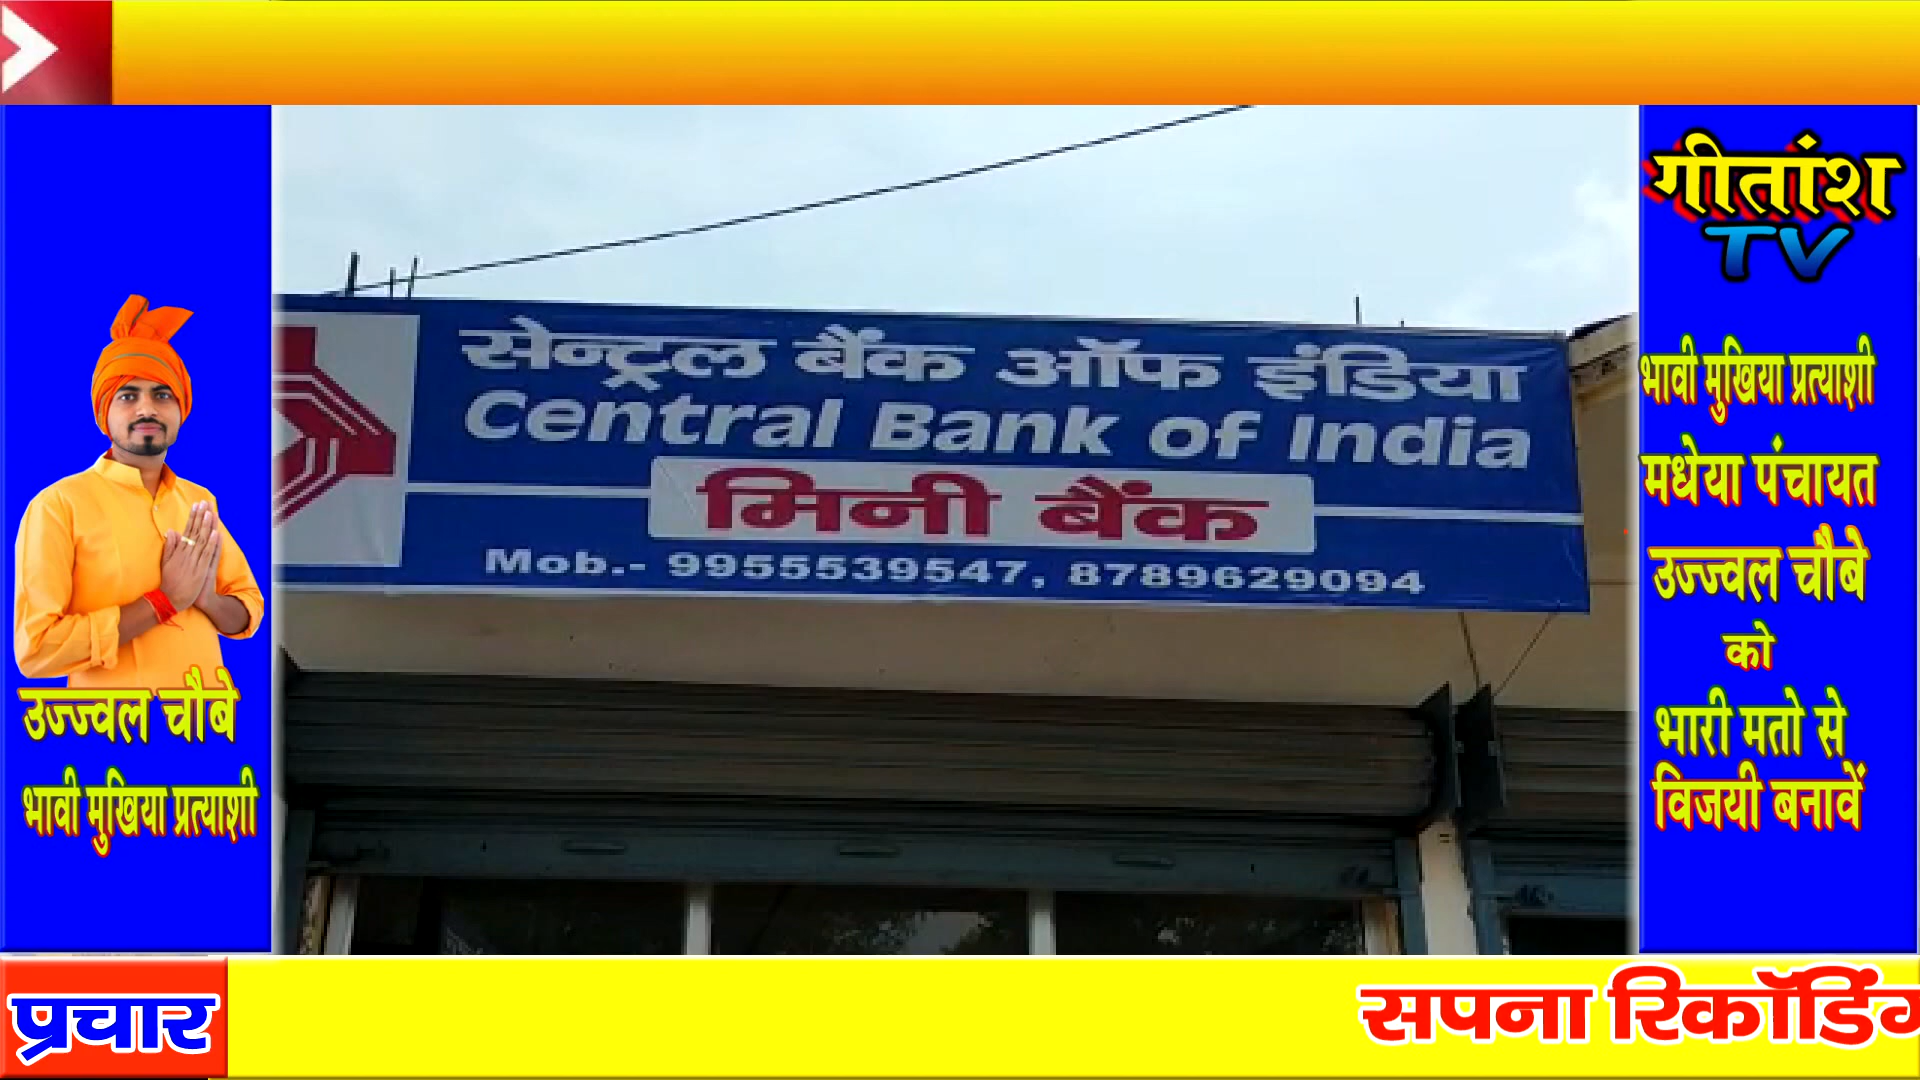 गीतांश
TV
सेन्ट्रल बैंक ऑफ इंडिया
Central Bank of India
मिनी बैंक
Mob.- 9955539547, 8789629094
उज्ज्वल चौबे
भावी मुखिया प्रत्याशी
भावी मुखिया प्रत्याशी
मधेया पंचायत
उज्ज्वल चौबे
को
भारी मतो से
विजयी बनावें
प्रचार
सपना रिकॉर्डिंग